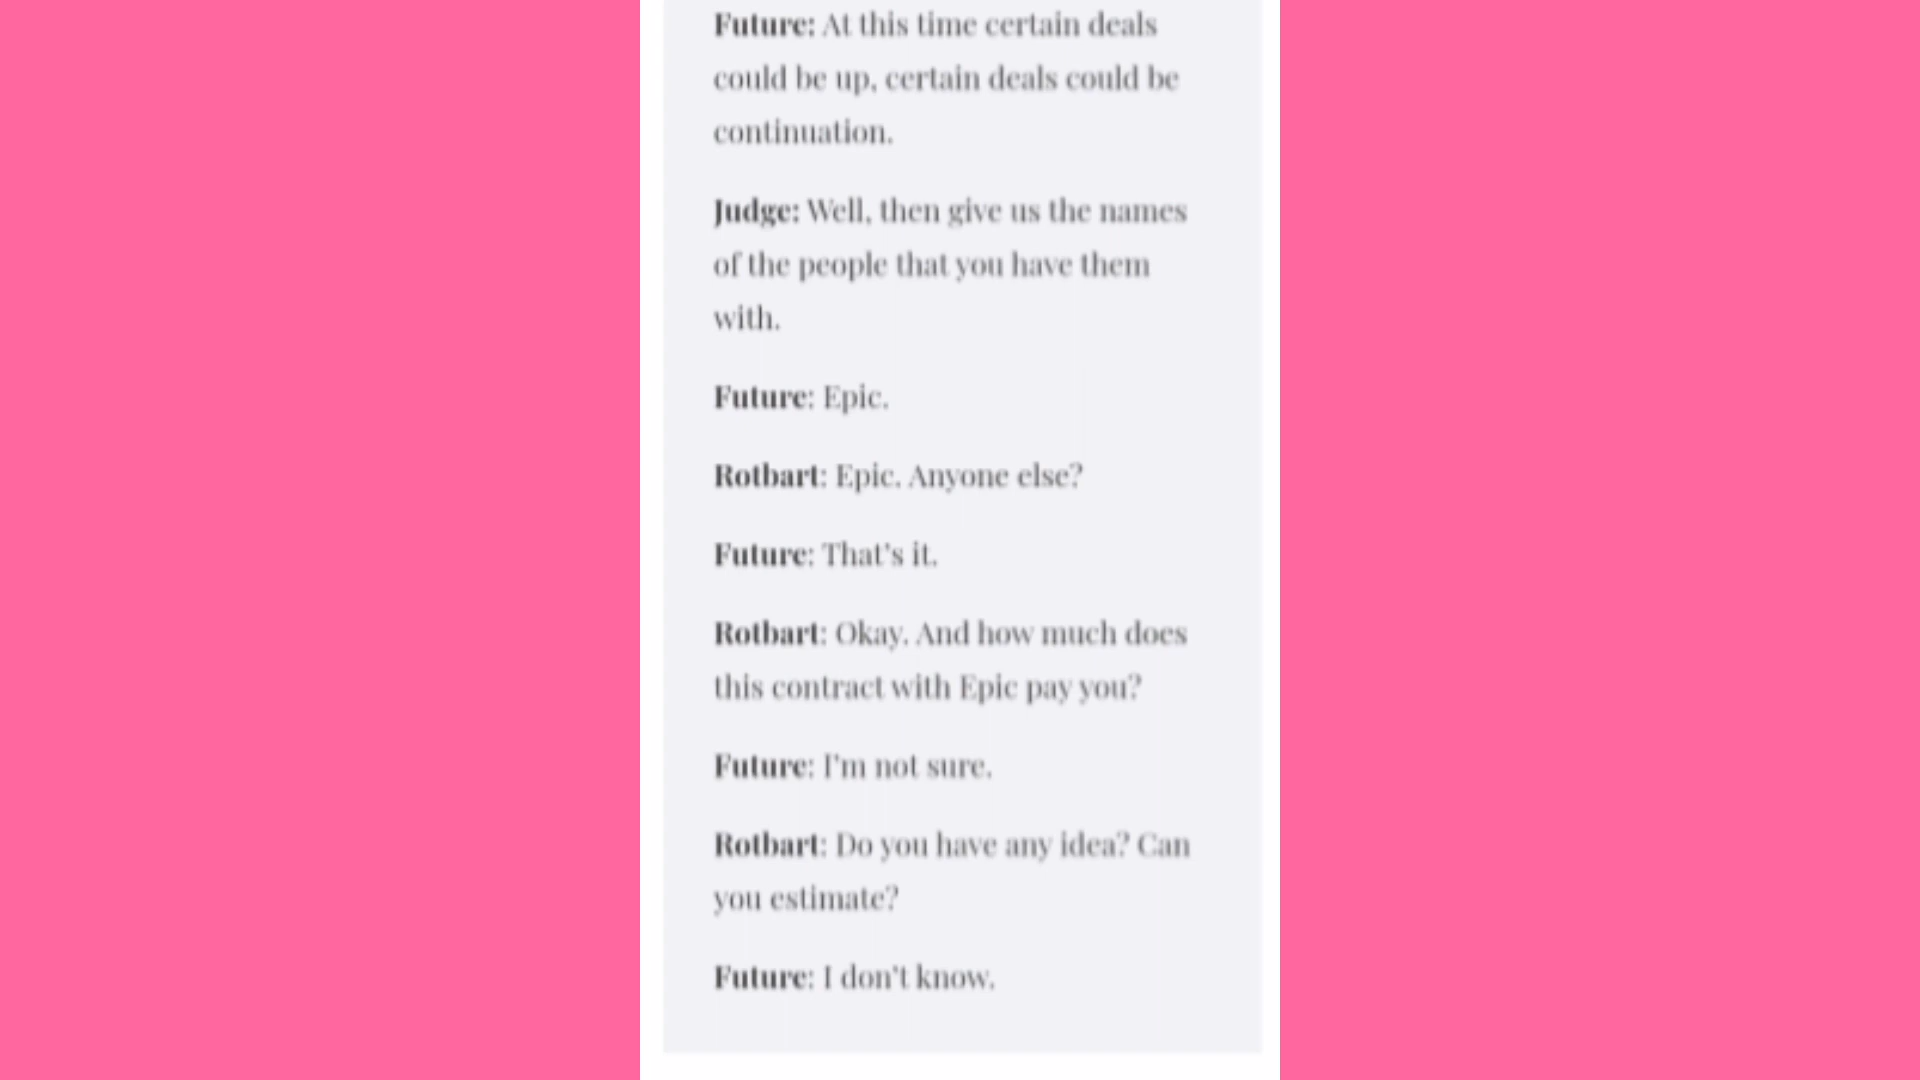 Future: At this time certain deals
could be up, certain deals could be
continuation.
Judge: Well, then give us the names
of the people that you have them
with.
Future: Epic.
Rotbart: Epic. Anyone else?
Future: That's it.
Rotbart: Okay. And how much does
this contract with Epic pay you?
Future: I'm not sure.
Rotbart: Do you have any idea? Can
you estimate?
Future: I don't know.